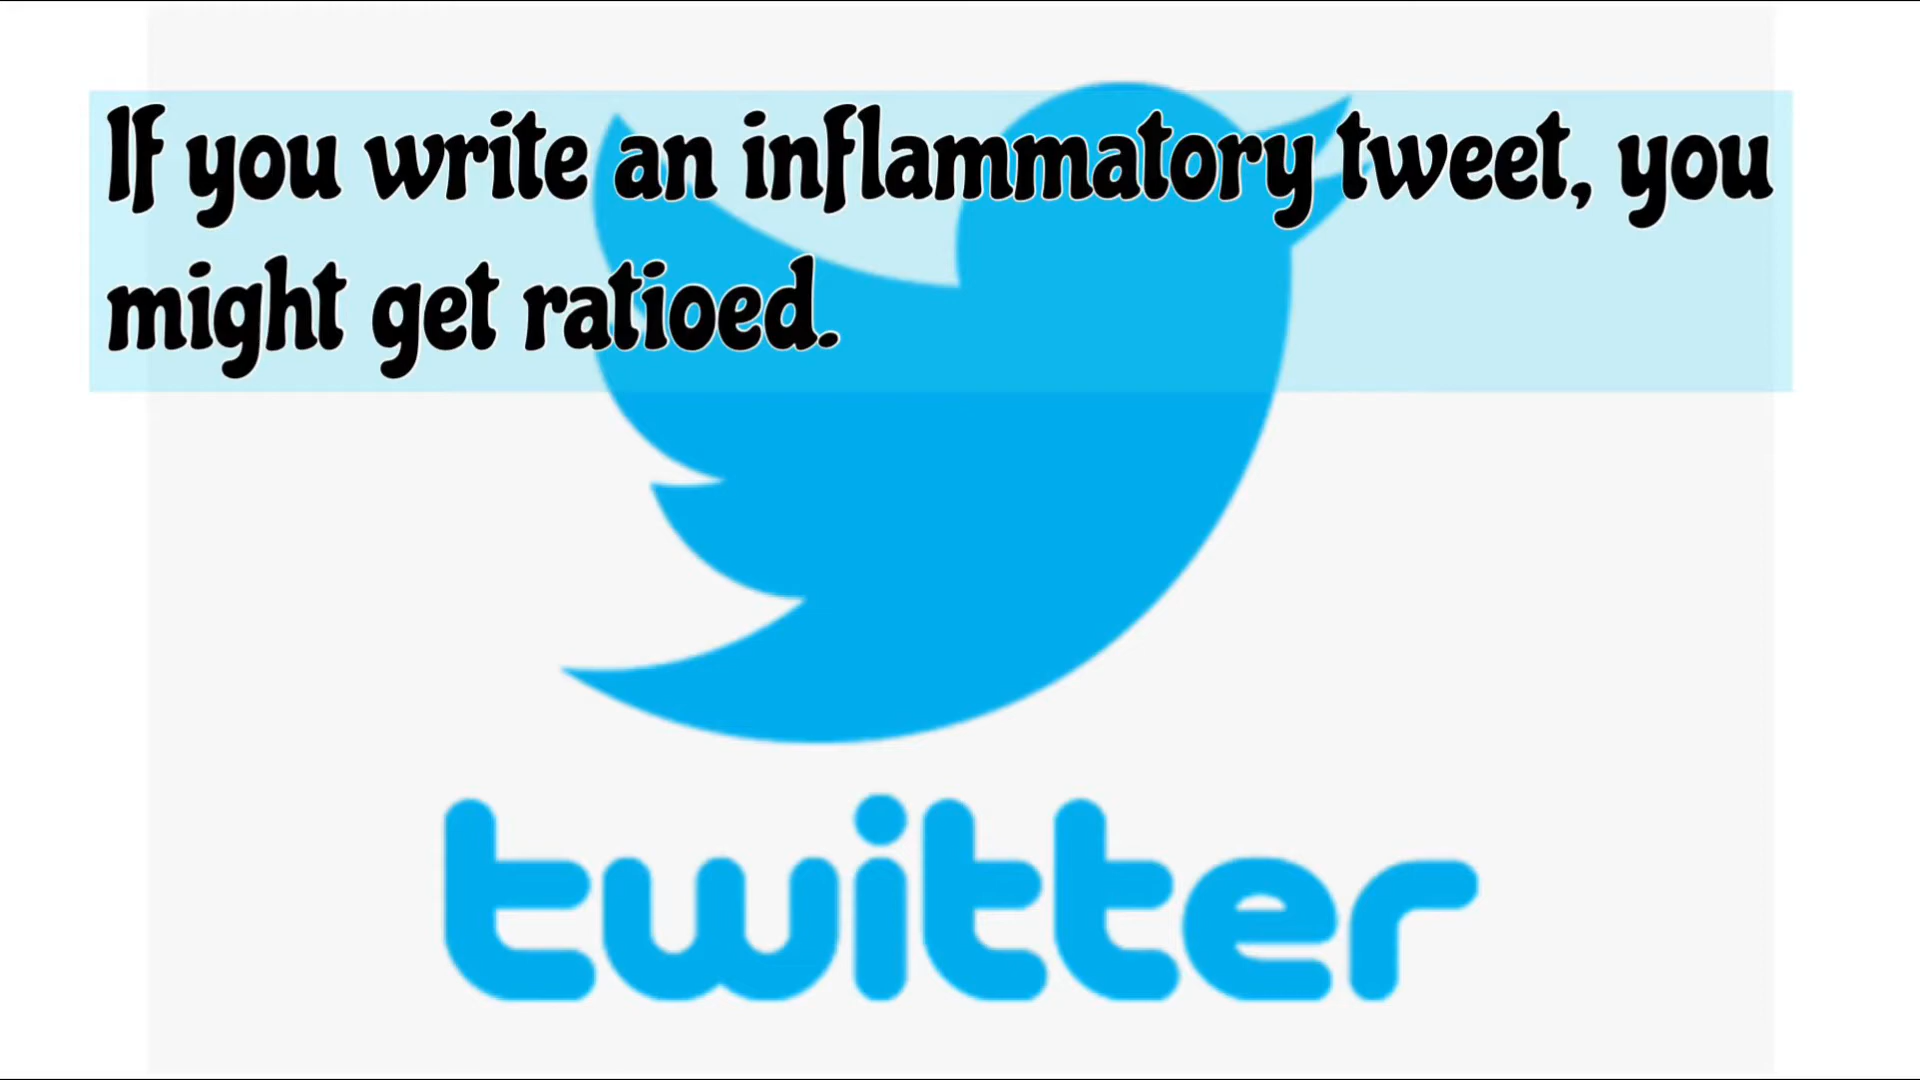 If you write an inflammatory tweet, you
might get ratioed.
twitter